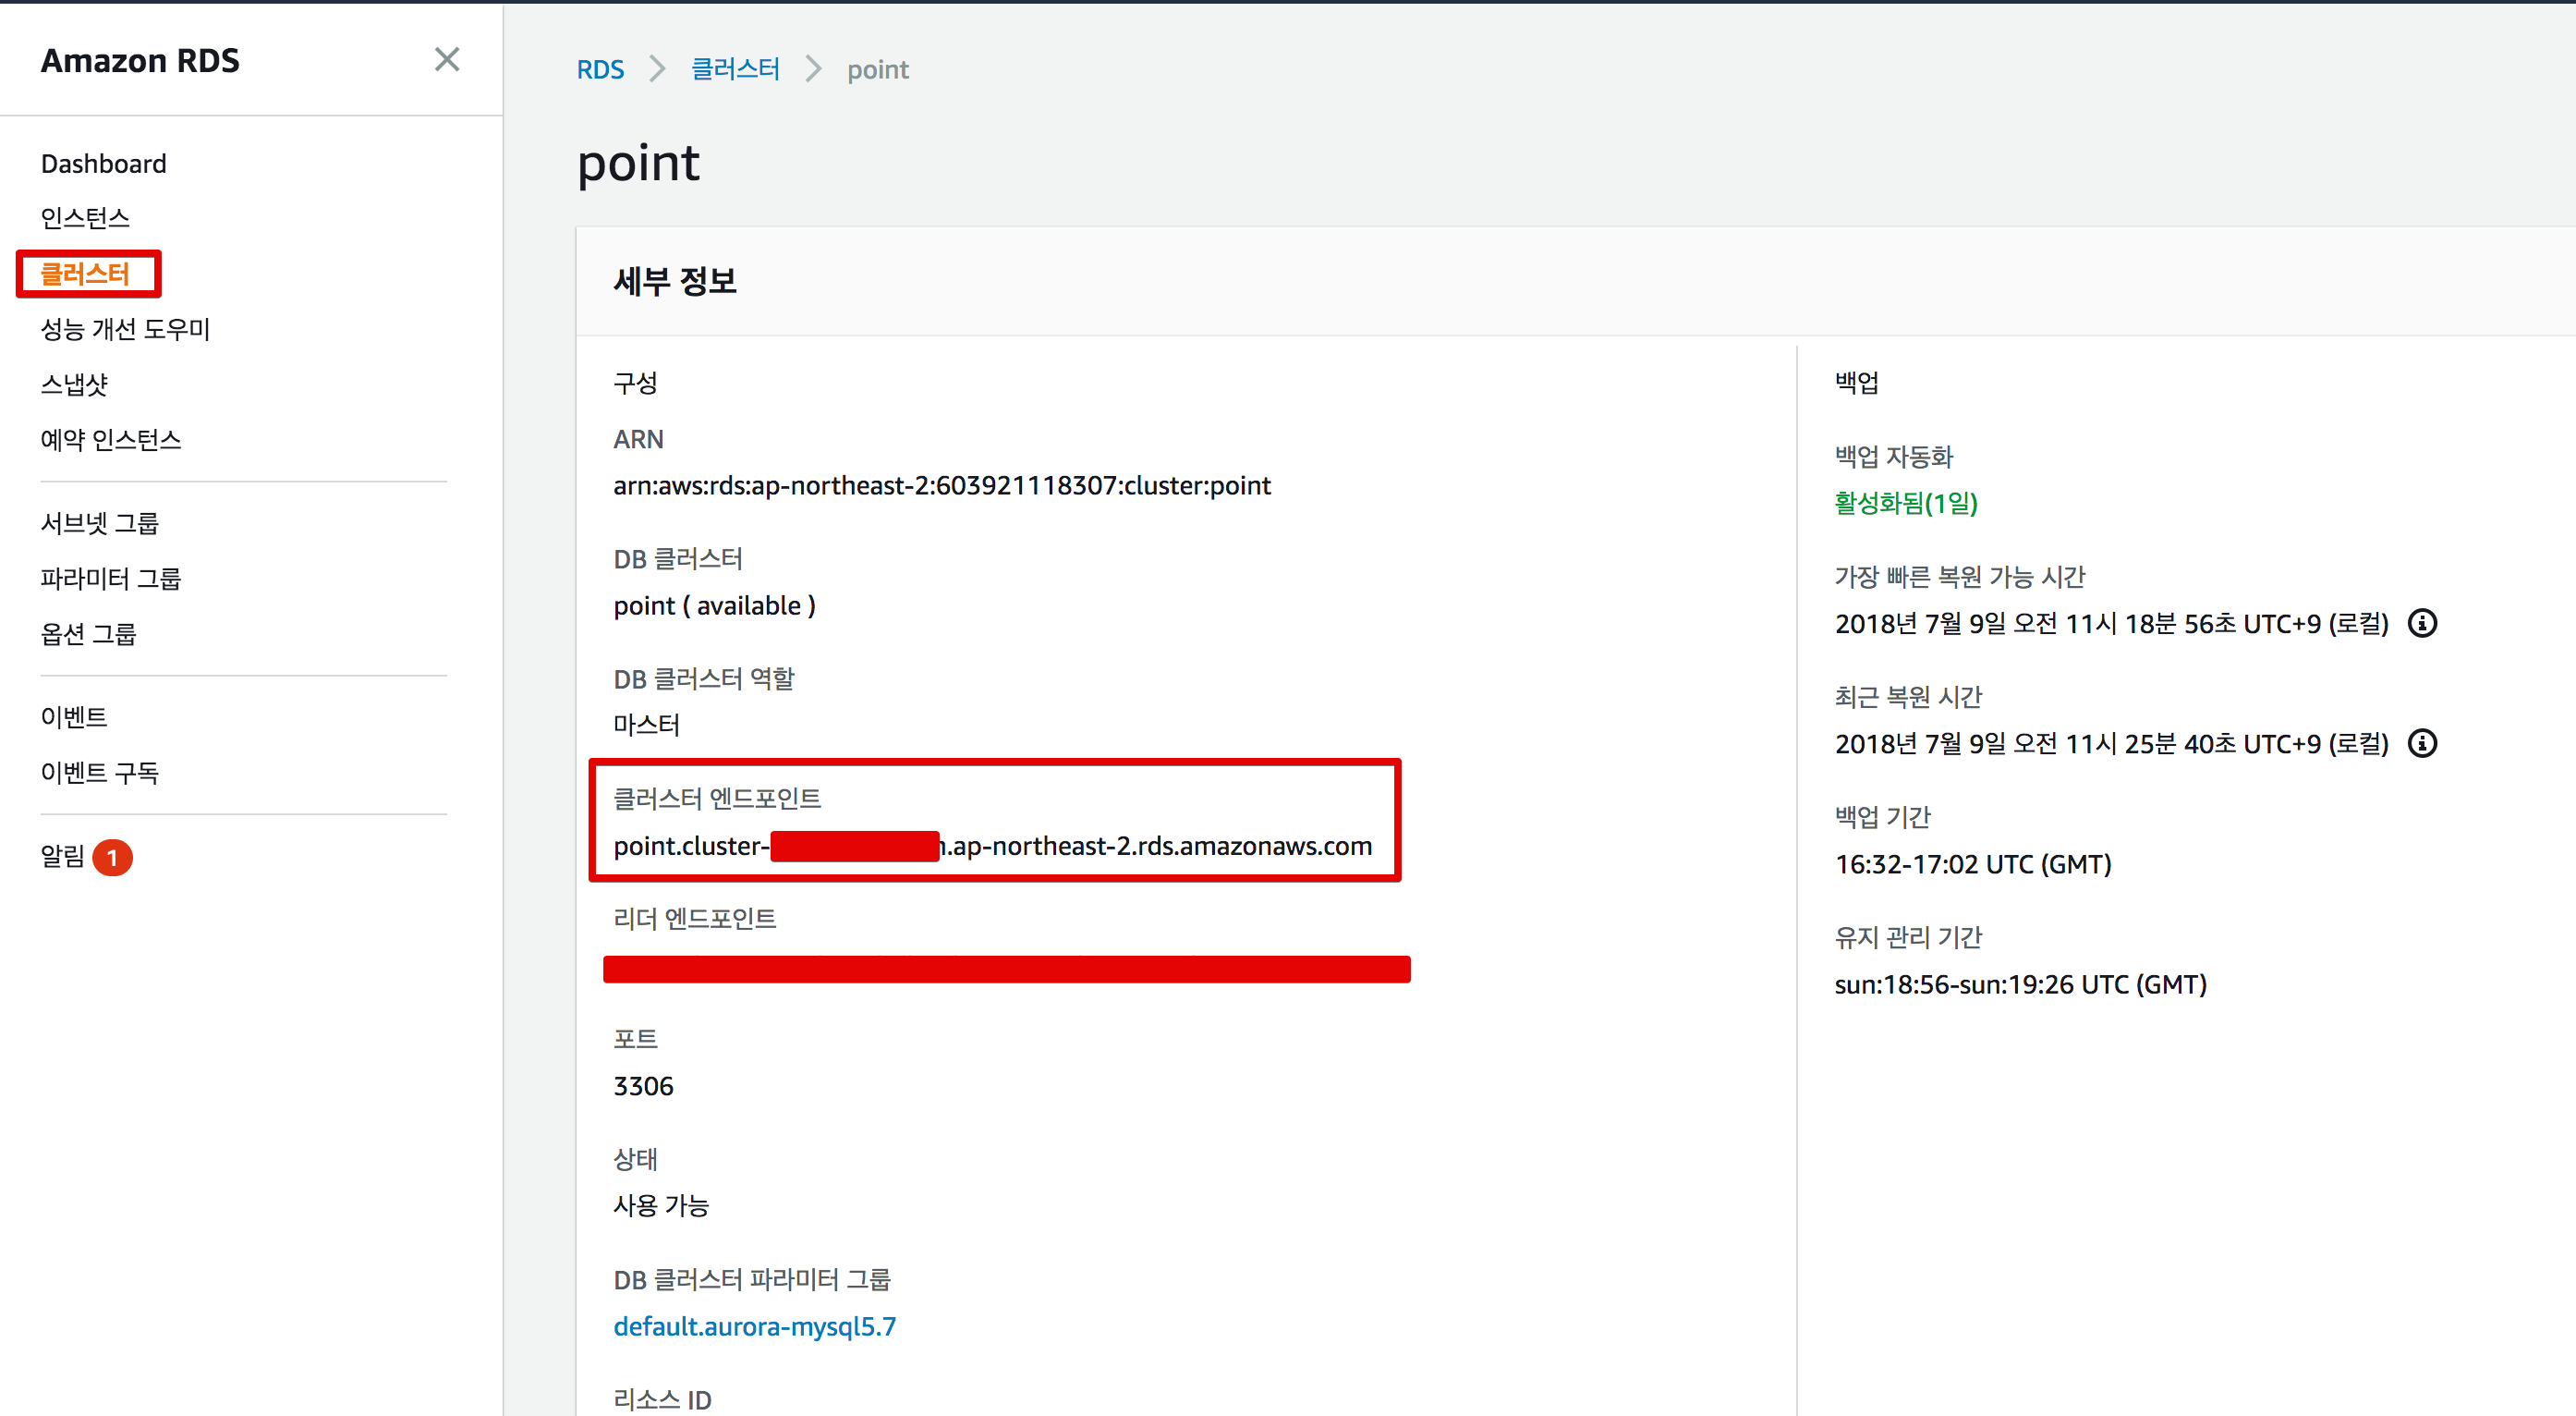 Amazon RDS
Dashboard
인스턴스
클러스터
성능 개선 도우미
스냅샷
예약 인스턴스
서브넷 그룹
파라미터 그룹
옵션 그룹
이벤트
이벤트 구독
알림 1
RDS 클러스터 point
point
세부 정보
구성
ARN
arn:aws:rds:ap-northeast-2:603921118307:cluster:point
DB 클러스터
point ( available )
DB 클러스터 역할
마스터
클러스터 엔드포인트
point.cluster- .ap-northeast-2.rds.amazonaws.com
리더 엔드포인트
포트
3306
상태
사용 가능
DB 클러스터 파라미터 그룹
default.aurora-mysql5.7
리소스 ID
백업
백업 자동화
활성화됨(1일)
가장 빠른 복원 가능 시간
2018년 7월 9일 오전 11시 18분 56초 UTC+9 (로컬)
최근 복원 시간
2018년 7월 9일 오전 11시 25분 40초 UTC+9 (로컬)
백업 기간
16:32-17:02 UTC (GMT)
유지 관리 기간
sun:18:56-sun:19:26 UTC (GMT)